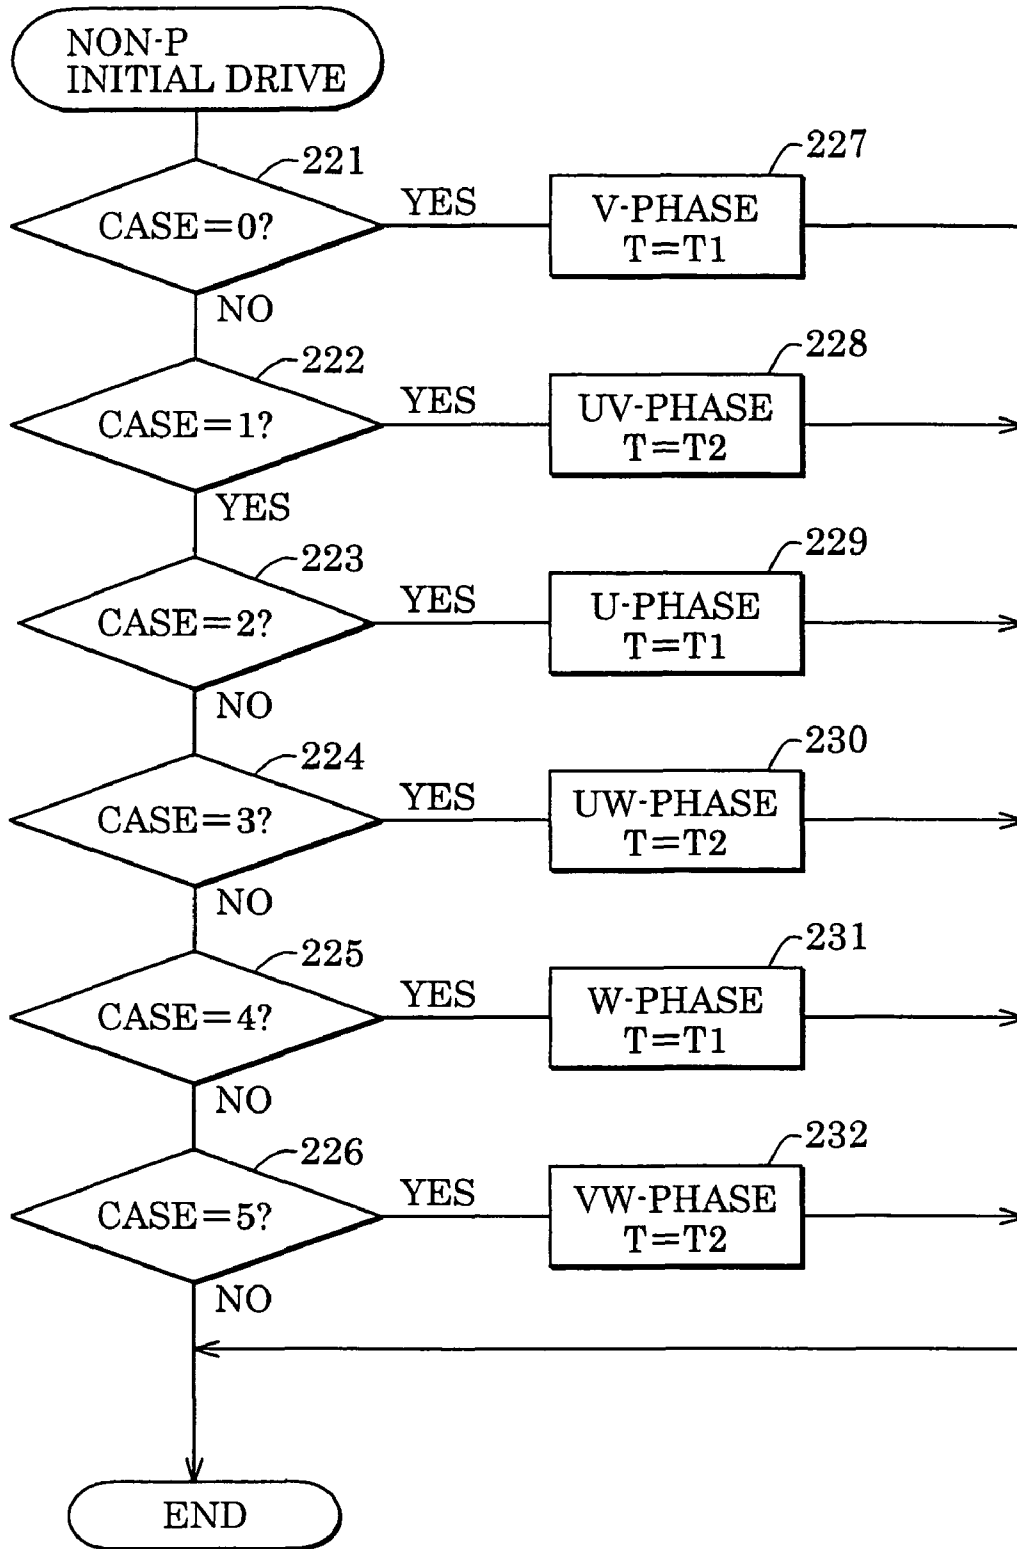 NON-P
INITIAL DRIVE
221
CASE=0?
YES
227
V-PHASE
T=T1
NO
222
CASE=1?
YES
228
UV-PHASE
T=T2
YES
223
CASE=2?
YES
229
U-PHASE
T=T1
NO
224
CASE=3?
YES
230
UW-PHASE
T=T2
NO
225
CASE=4?
YES
231
W-PHASE
T=T1
NO
226
CASE=5?
YES
232
VW-PHASE
T=T2
NO
END